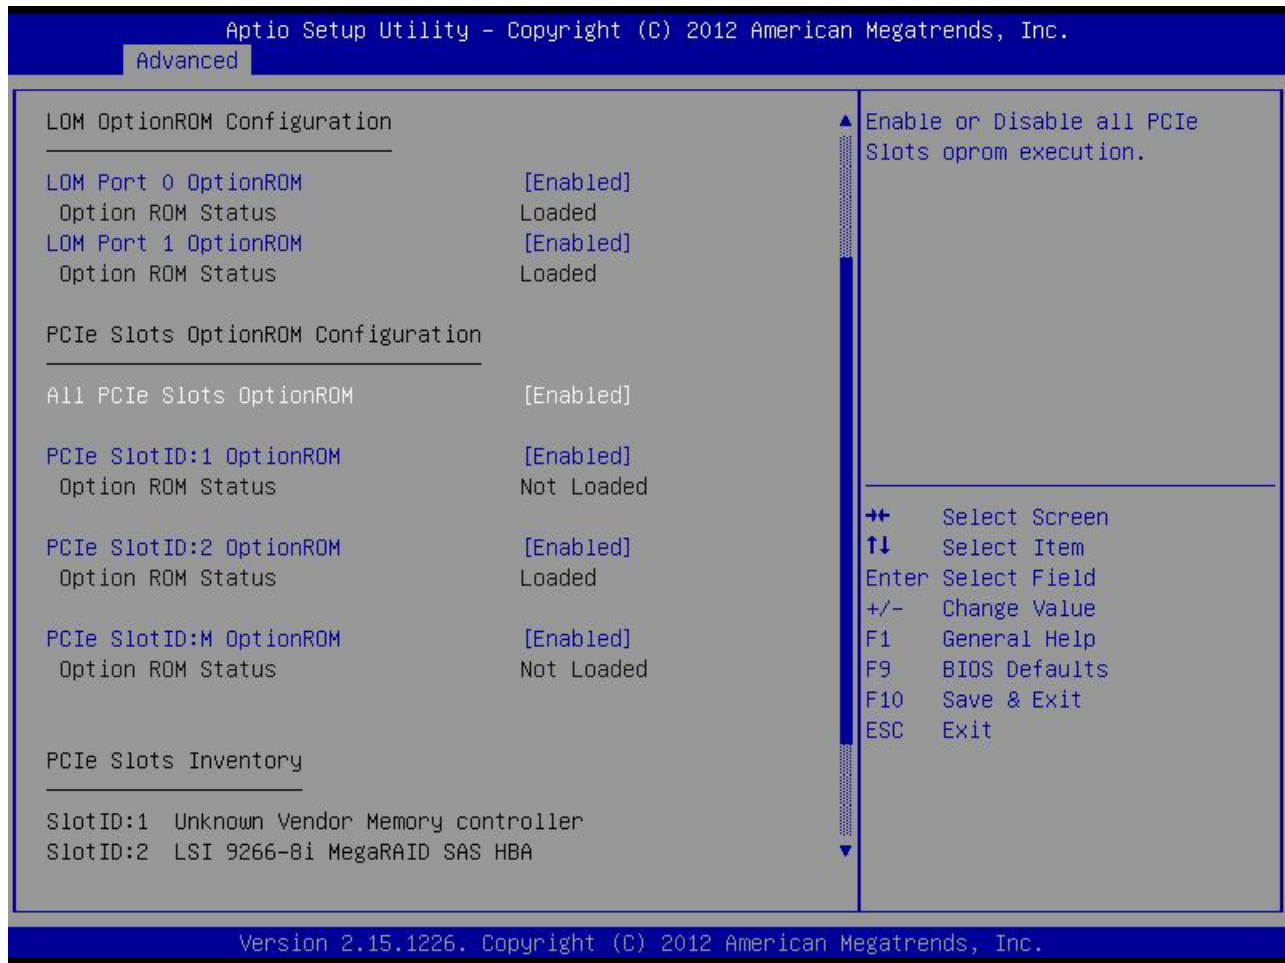 Aptio Setup Utility – Copyright (C) 2012 American Megatrends, Inc.
Advanced
LOM OptionROM Configuration
LOM Port 0 OptionROM [Enabled]
Option ROM Status Loaded
LOM Port 1 OptionROM [Enabled]
Option ROM Status Loaded
PCIe Slots OptionROM Configuration
All PCIe Slots OptionROM [Enabled]
PCIe SlotID:1 OptionROM [Enabled]
Option ROM Status Not Loaded
PCIe SlotID:2 OptionROM [Enabled]
Option ROM Status Loaded
PCIe SlotID:M OptionROM [Enabled]
Option ROM Status Not Loaded
PCIe Slots Inventory
SlotID:1 Unknown Vendor Memory controller
SlotID:2 LSI 9266-8i MegaRAID SAS HBA
Enable or Disable all PCIe
Slots oprom execution.
→← Select Screen
↑↓ Select Item
Enter Select Field
+/- Change Value
F1 General Help
F9 BIOS Defaults
F10 Save & Exit
ESC Exit
Version 2.15.1226. Copyright (C) 2012 American Megatrends, Inc.